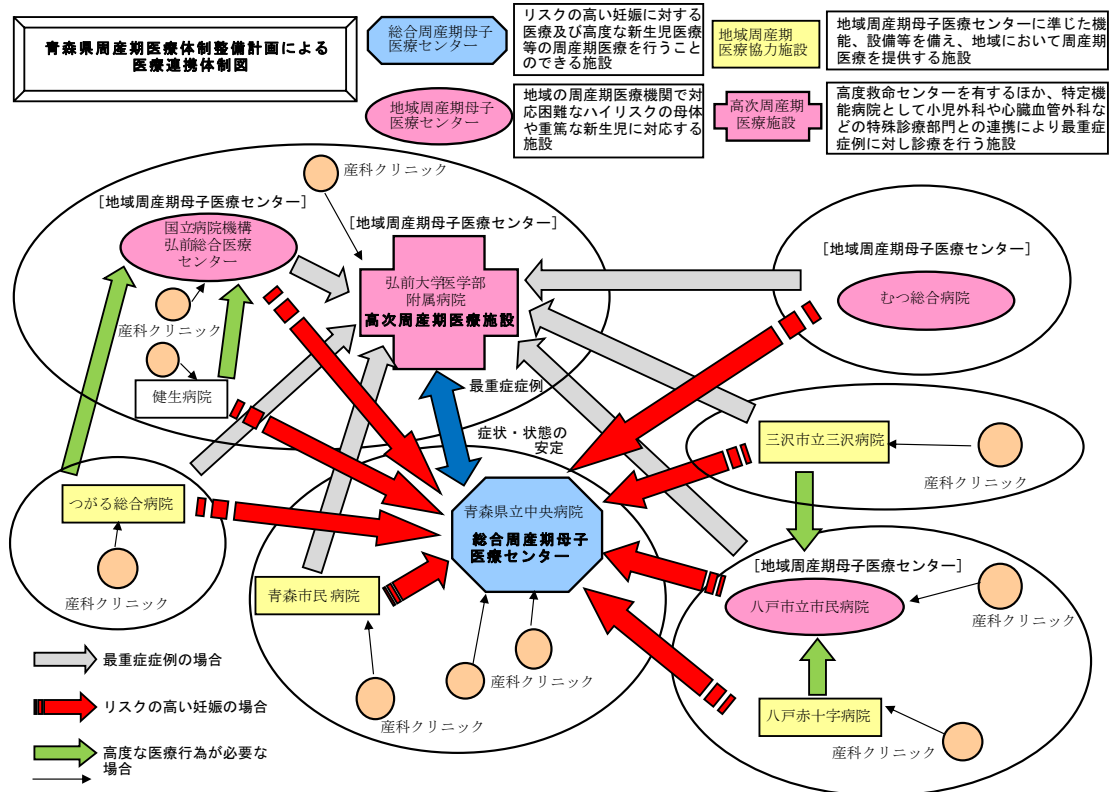 青森県周産期医療体制整備計画による
医療連携体制図
総合周産期母子
医療センター
リスクの高い妊娠に対する
医療及び高度な新生児医療
等の周産期医療を行うこと
のできる施設
地域周産期
医療協力施設
地域周産期母子医療センターに準じた機
能、設備等を備え、地域において周産期
医療を提供する施設
地域周産期母子
医療センター
地域の周産期医療機関で対
応困難なハイリスクの母体
や重篤な新生児に対応する
施設
高次周産期
医療施設
高度救命センターを有するほか、特定機
能病院として小児外科や心臓血管外科な
どの特殊診療部門との連携により最重症
症例に対し診療を行う施設
産科クリニック
[地域周産期母子医療センター]
国立病院機構
弘前総合医療
センター
産科クリニック
健生病院
[地域周産期母子医療センター]
弘前大学医学部
附属病院
高次周産期医療施設
[地域周産期母子医療センター]
むつ総合病院
最重症症例
症状・状態の
安定
三沢市立三沢病院
産科クリニック
つがる総合病院
産科クリニック
青森県立中央病院
総合周産期母子
医療センター
青森市民病院
産科クリニック
産科クリニック
[地域周産期母子医療センター]
八戸市立市民病院
産科クリニック
八戸赤十字病院
産科クリニック
最重症症例の場合
リスクの高い妊娠の場合
高度な医療行為が必要な
場合